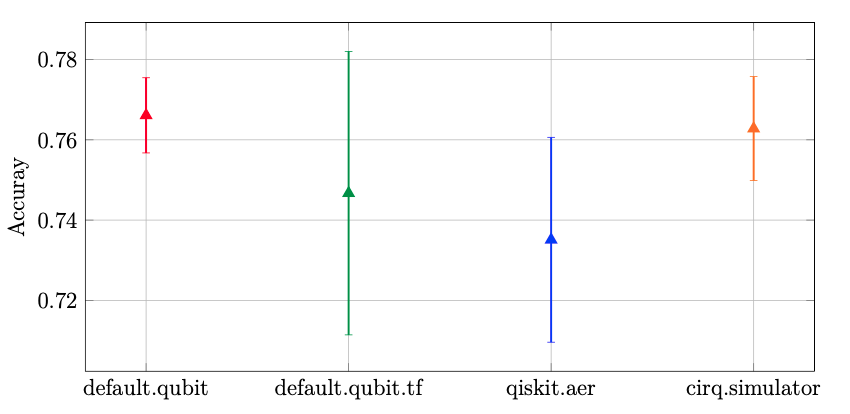 0.78
0.76
0.74
0.72
Accuray
default.qubit
default.qubit.tf
qiskit.aer
cirq.simulator